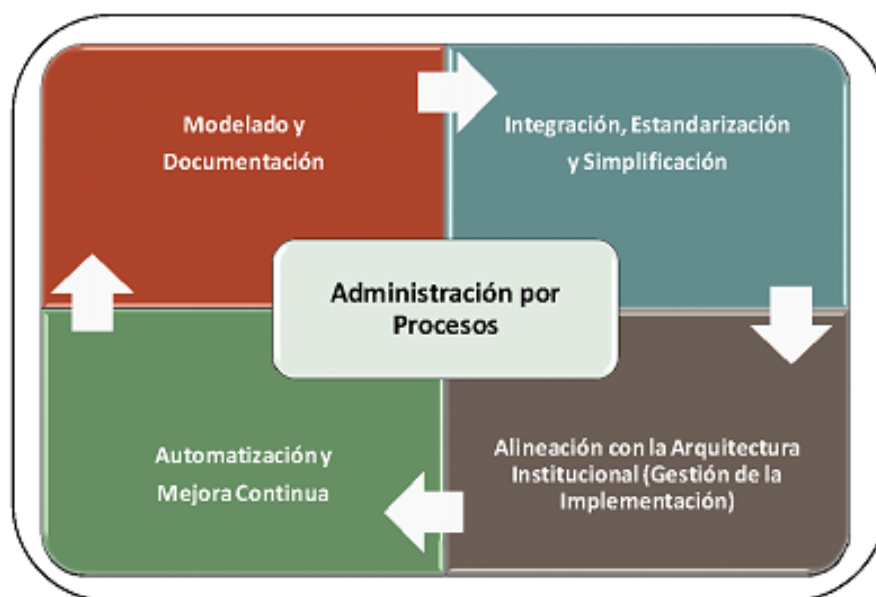 Modelado y
Documentación
Integración, Estandarización
y Simplificación
Administración por
Procesos
Automatización y
Mejora Continua
Alineación con la Arquitectura
Institucional (Gestión de la
Implementación)